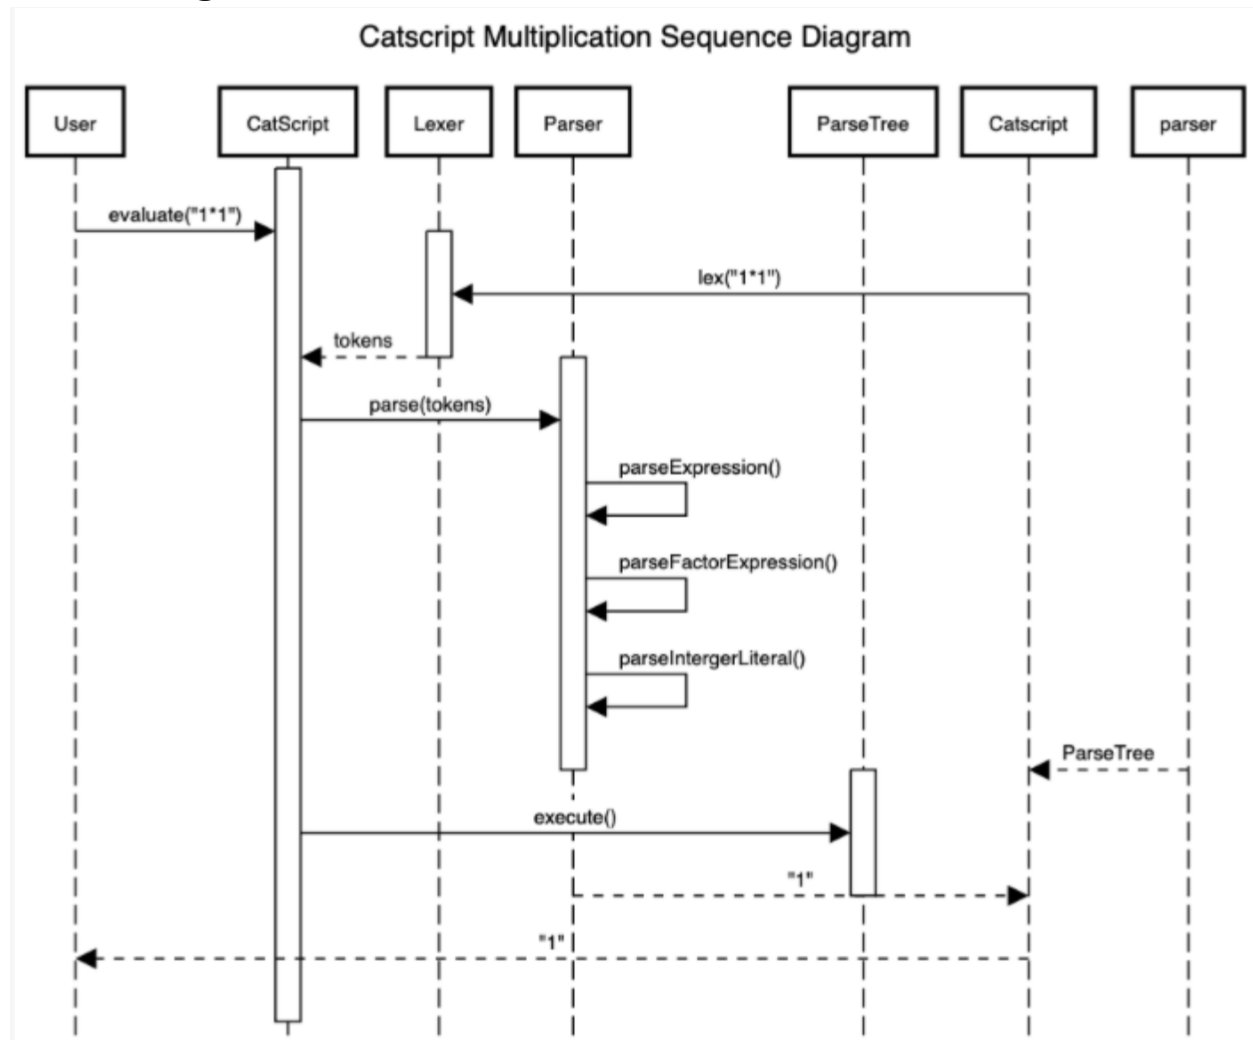 Catscript Multiplication Sequence Diagram
User CatScript Lexer Parser ParseTree Catscript parser
evaluate("1*1")
lex("1*1")
tokens
parse(tokens)
parseExpression()
parseFactorExpression()
parseIntergerLiteral()
ParseTree
execute()
"1"
"1"